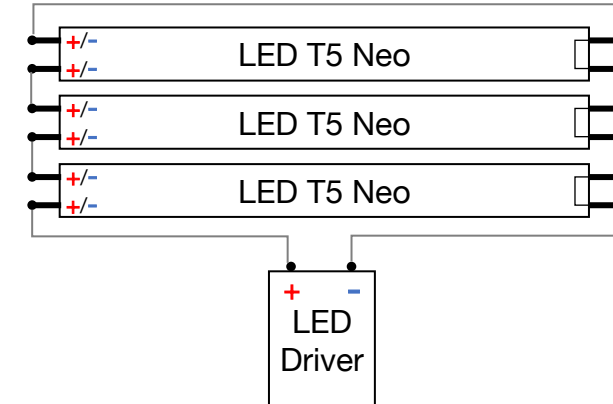 +/-
LED T5 Neo
+/-
+/-
LED T5 Neo
+/-
+/-
LED T5 Neo
+/-
+ -
LED
Driver